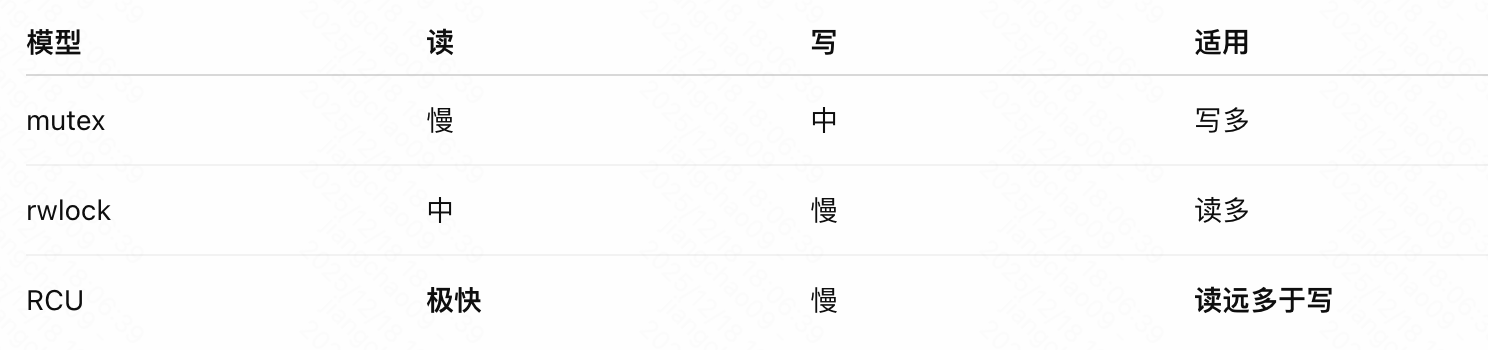 模型 读 写 适用
mutex 慢 中 写多
rwlock 中 慢 读多
RCU 极快 慢 读远多于写